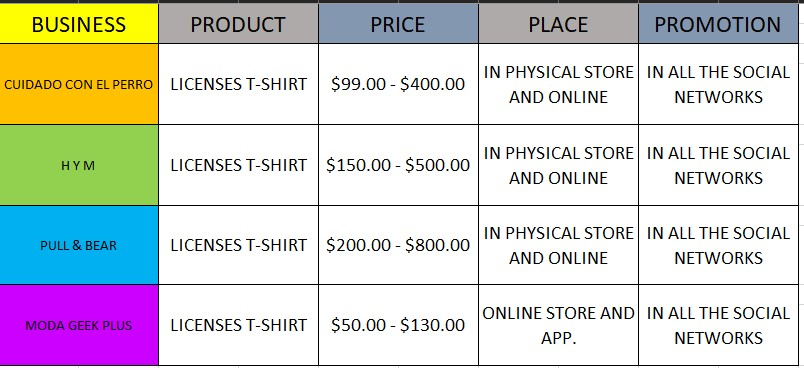 BUSINESS PRODUCT PRICE PLACE PROMOTION
CUIDADO CON EL PERRO LICENSES T-SHIRT $99.00 - $400.00 IN PHYSICAL STORE AND ONLINE IN ALL THE SOCIAL NETWORKS
H Y M LICENSES T-SHIRT $150.00 - $500.00 IN PHYSICAL STORE AND ONLINE IN ALL THE SOCIAL NETWORKS
PULL & BEAR LICENSES T-SHIRT $200.00 - $800.00 IN PHYSICAL STORE AND ONLINE IN ALL THE SOCIAL NETWORKS
MODA GEEK PLUS LICENSES T-SHIRT $50.00 - $130.00 ONLINE STORE AND APP. IN ALL THE SOCIAL NETWORKS